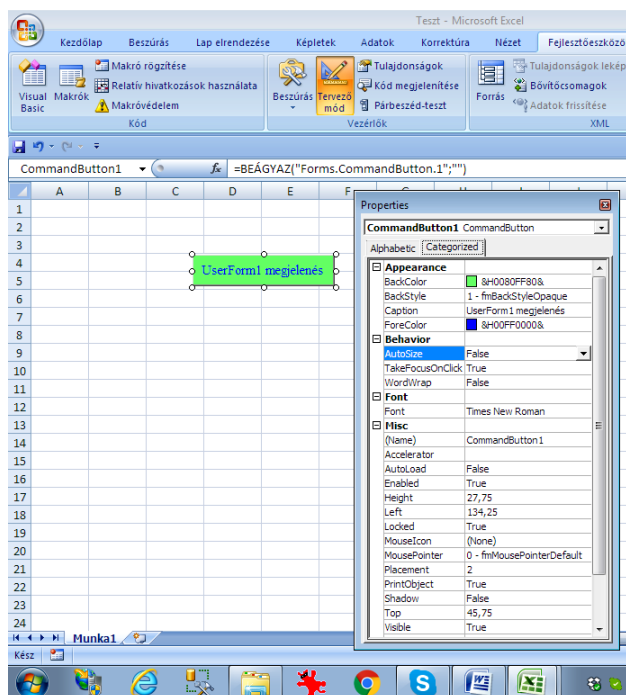 Teszt - Microsoft Excel
Kezdőlap Beszúrás Lap elrendezése Képletek Adatok Korrektúra Nézet Fejlesztőeszközö
Visual Basic
Makrók
Makró rögzítése
Relatív hivatkozások használata
Makróvédelem
Kód
Beszúrás
Tervező mód
Tulajdonságok
Kód megjelenítése
Párbeszéd-teszt
Vezérlők
Forrás
Tulajdonságok lekép
Bővítőcsomagok
Adatok frissítése
XML
CommandButton1 fx =BEÁGYAZ("Forms.CommandButton.1";"")
A B C D E F
1
2
3
4
5
6
7
8
9
10
11
12
13
14
15
16
17
18
19
20
21
22
23
24
UserForm1 megjelenés
Properties
CommandButton1 CommandButton
Alphabetic Categorized
Appearance
BackColor &H0080FF80&
BackStyle 1 - fmBackStyleOpaque
Caption UserForm1 megjelenés
ForeColor &H00FF0000&
Behavior
AutoSize False
TakeFocusOnClick True
WordWrap False
Font
Font Times New Roman
Misc
(Name) CommandButton1
Accelerator
AutoLoad False
Enabled True
Height 27,75
Left 134,25
Locked True
MouseIcon (None)
MousePointer 0 - fmMousePointerDefault
Placement 2
PrintObject True
Shadow False
Top 45,75
Visible True
Munka1
Kész